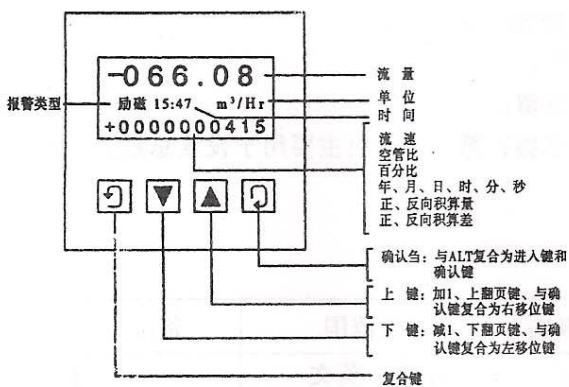 -066.08
励磁 15:47 m³/Hr
+0000000415
报警类型
流量
单位
时间
流速
空管比
百分比
年、月、日、时、分、秒
正、反向积算量
正、反向积算差
确认刍：与ALT复合为进入键和
确认键
上 键：加1、上翻页键、与确
认键复合为右移位键
下 键：减1、下翻页键、与确
认键复合为左移位键
复合键